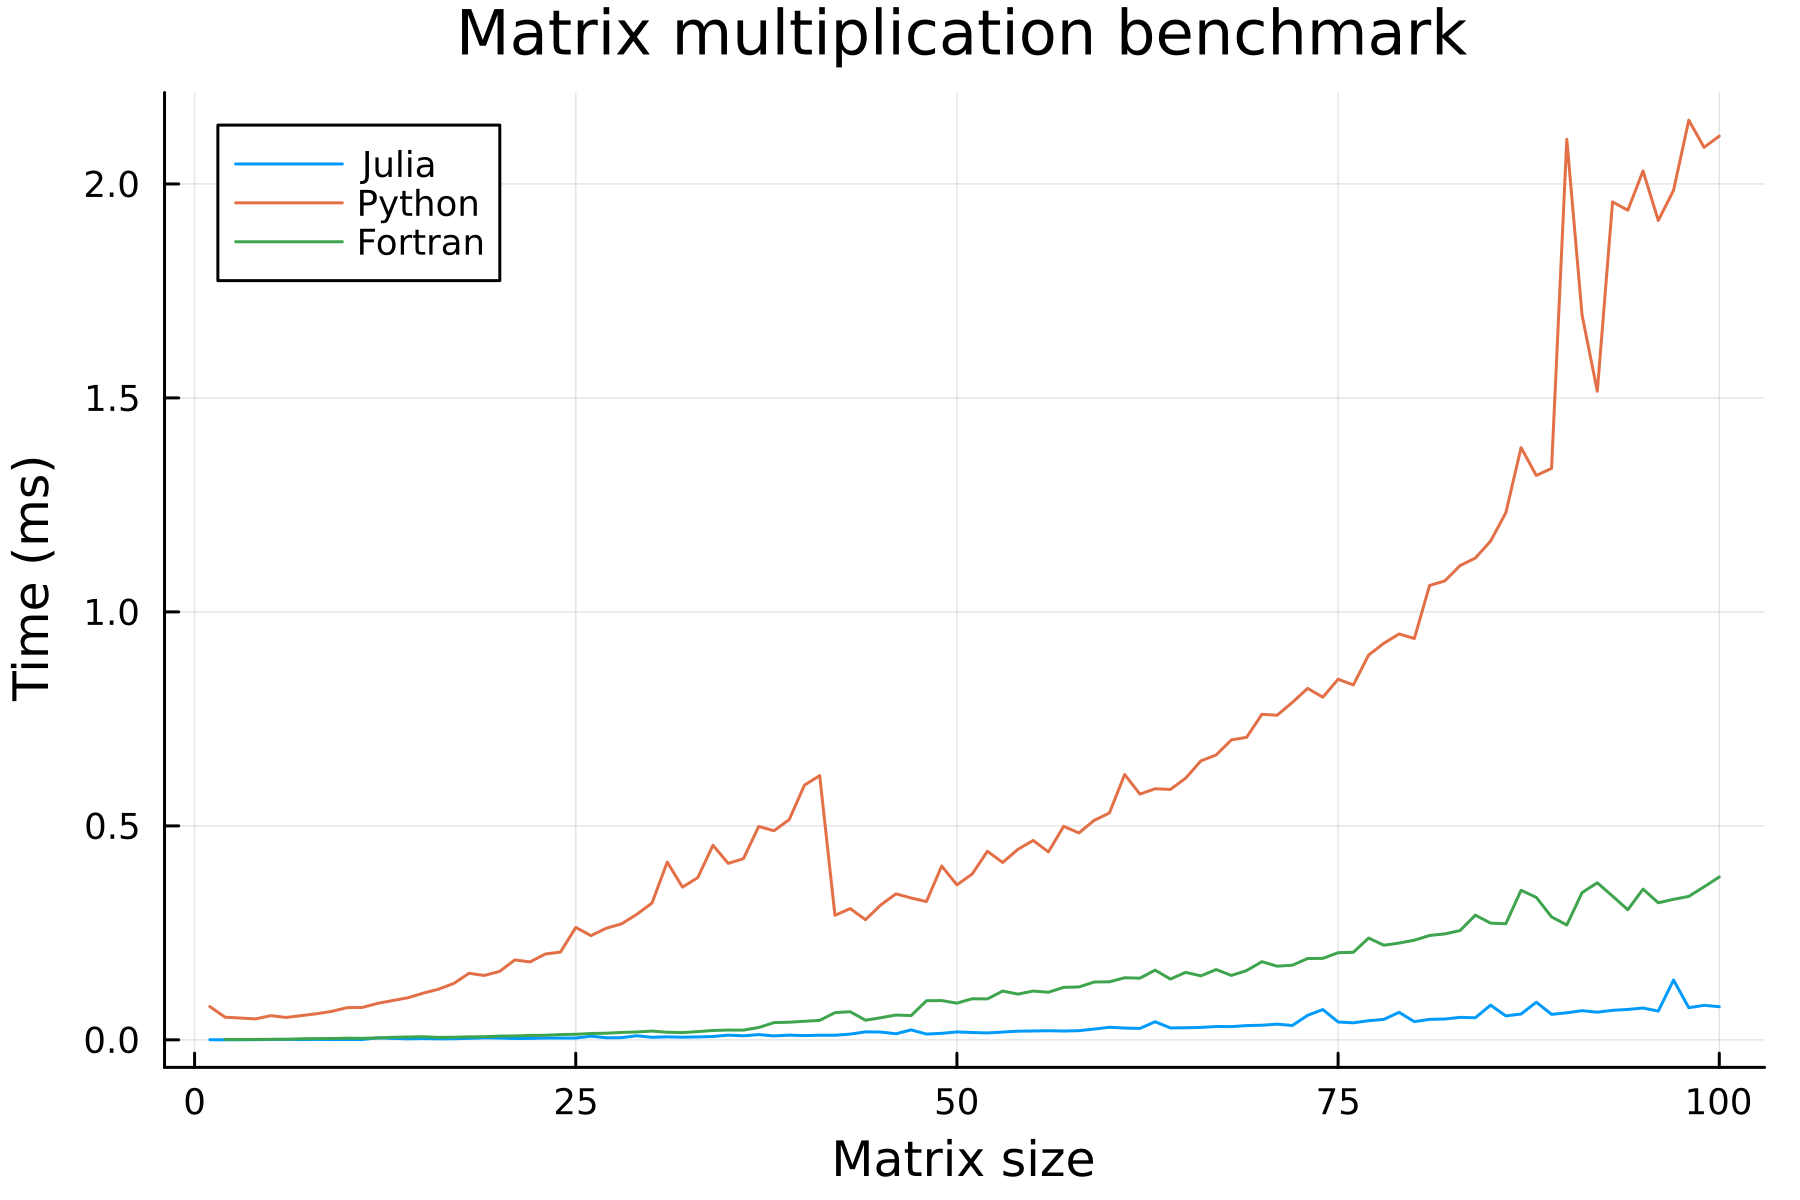 Matrix multiplication benchmark
Julia
Python
Fortran
2.0
1.5
1.0
0.5
0.0
Time (ms)
0 25 50 75 100
Matrix size